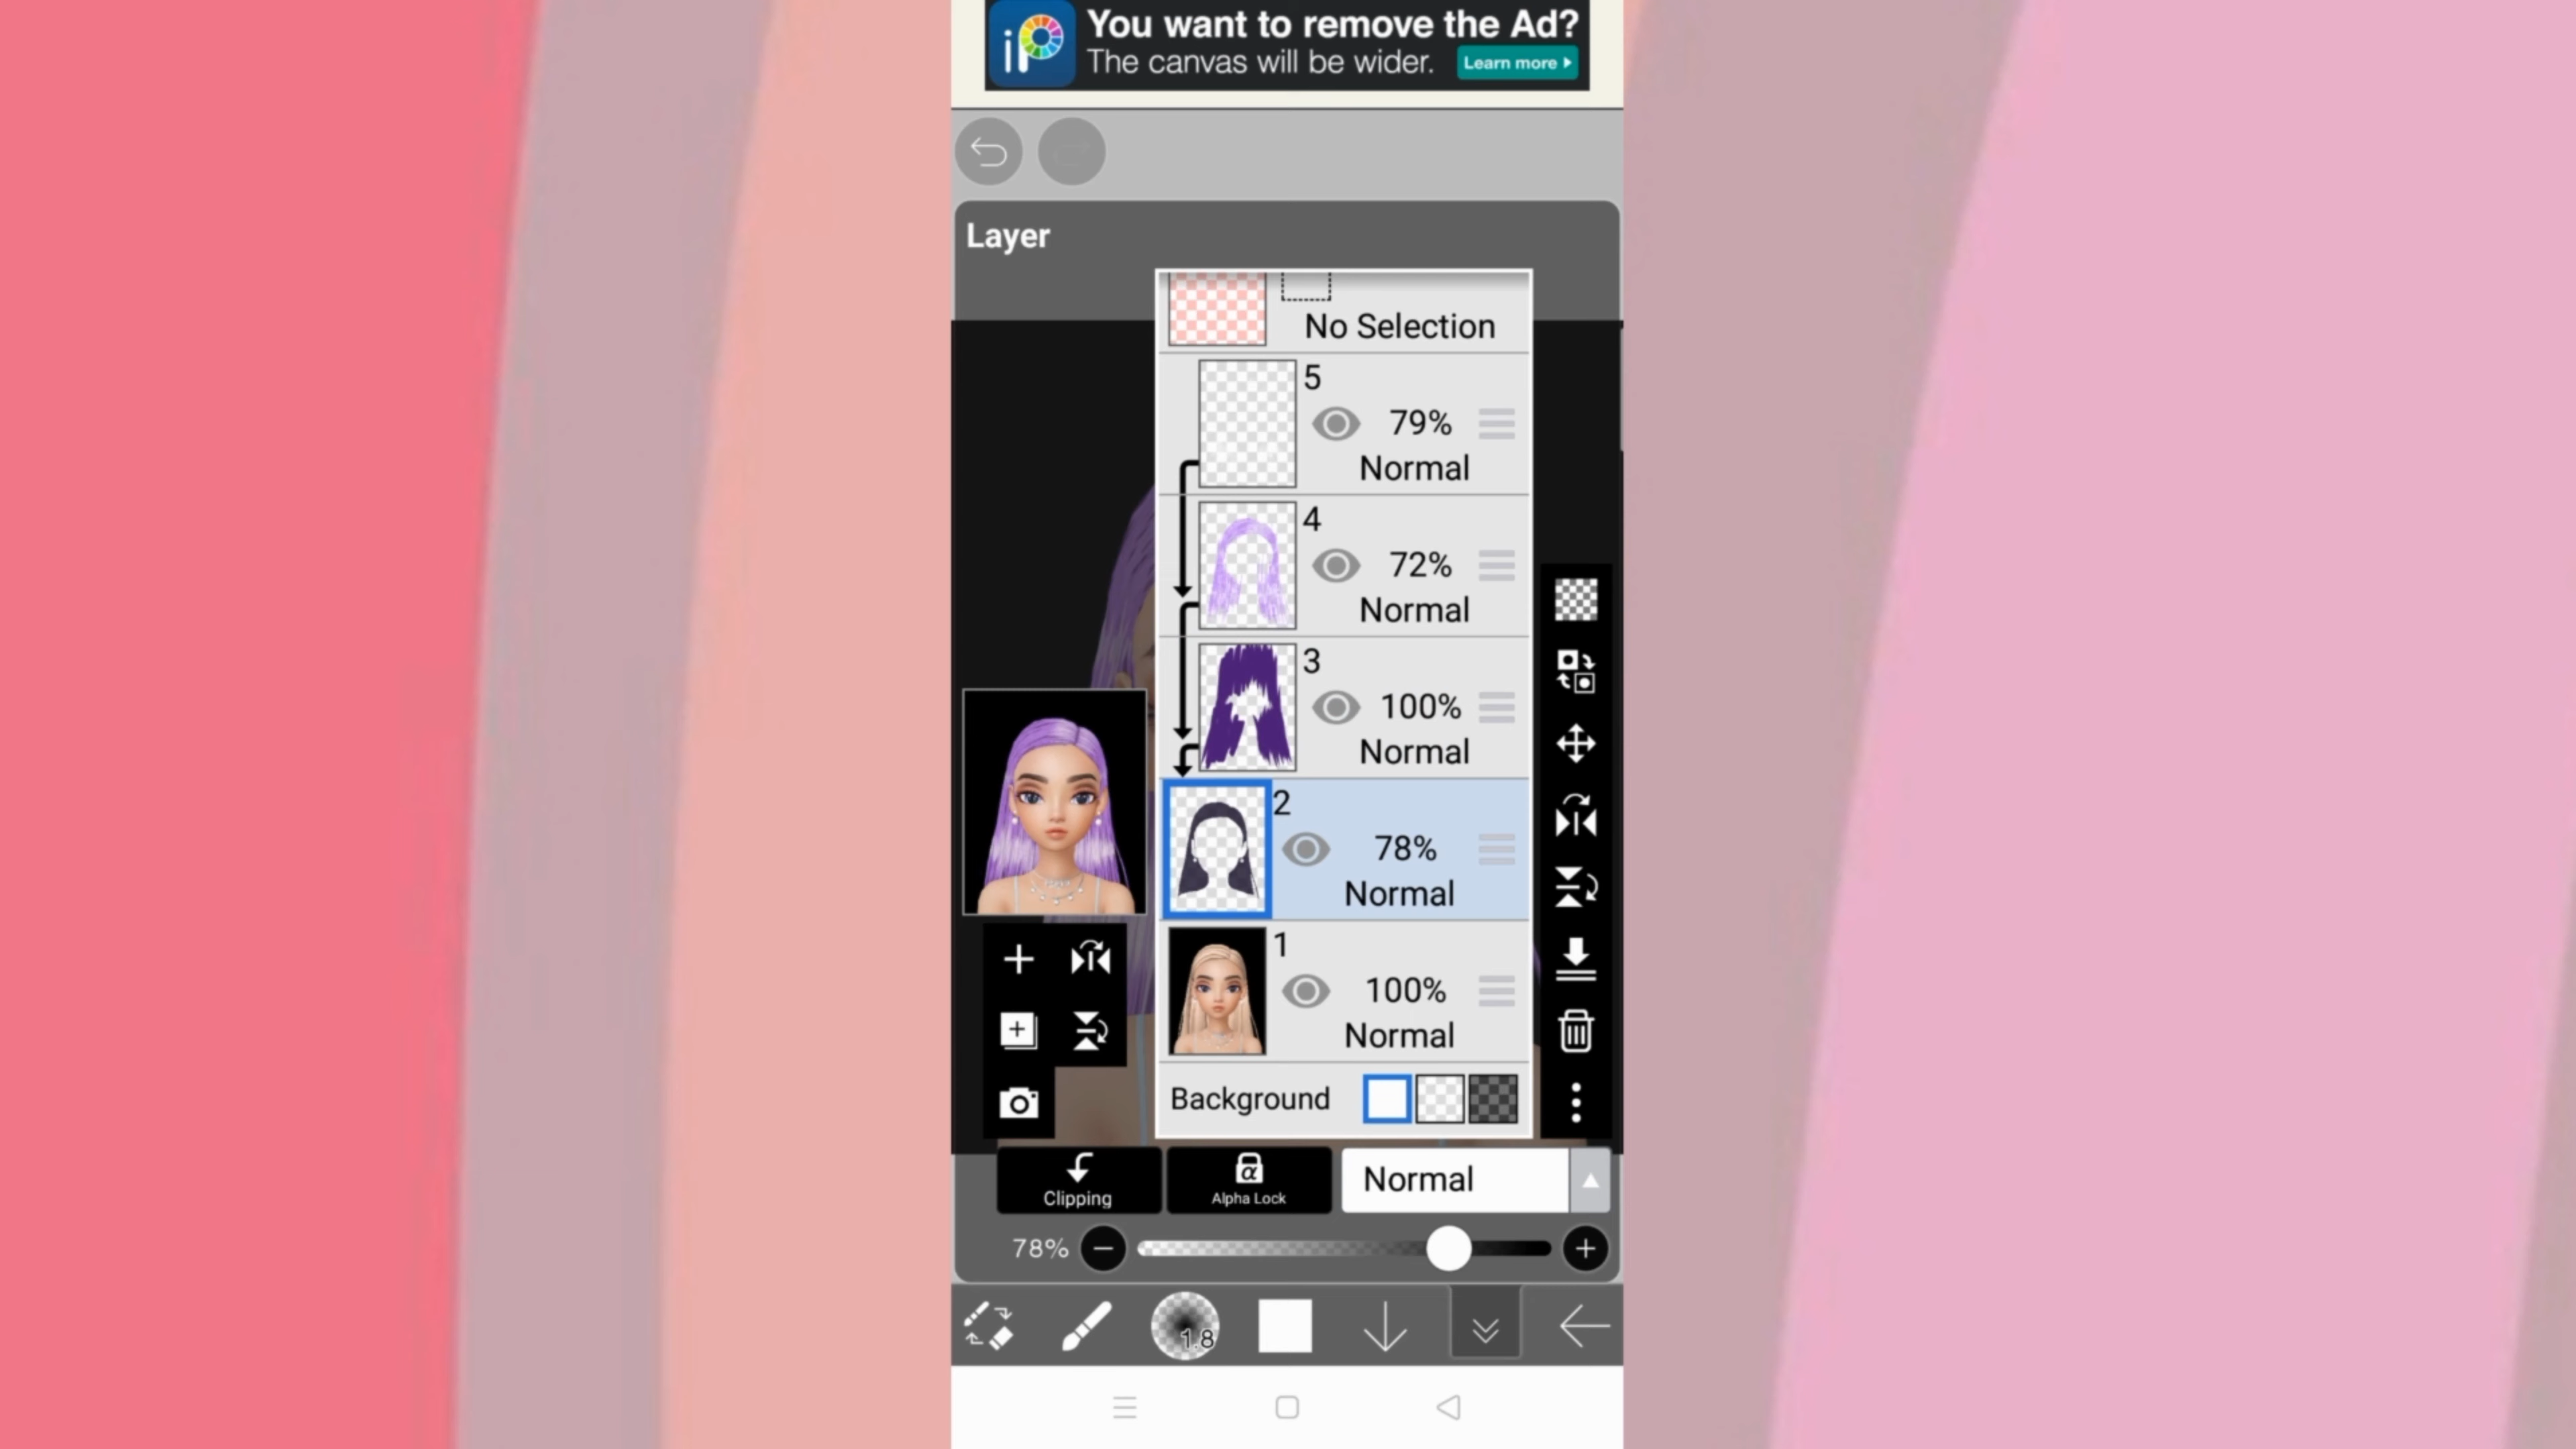 iP
You want to remove the Ad?
The canvas will be wider.
Learn more
Layer
No Selection
5
79%
Normal
4
72%
Normal
3
100%
Normal
2
78%
Normal
1
100%
Normal
Background
Clipping
α
Alpha Lock
Normal
78%
1.8